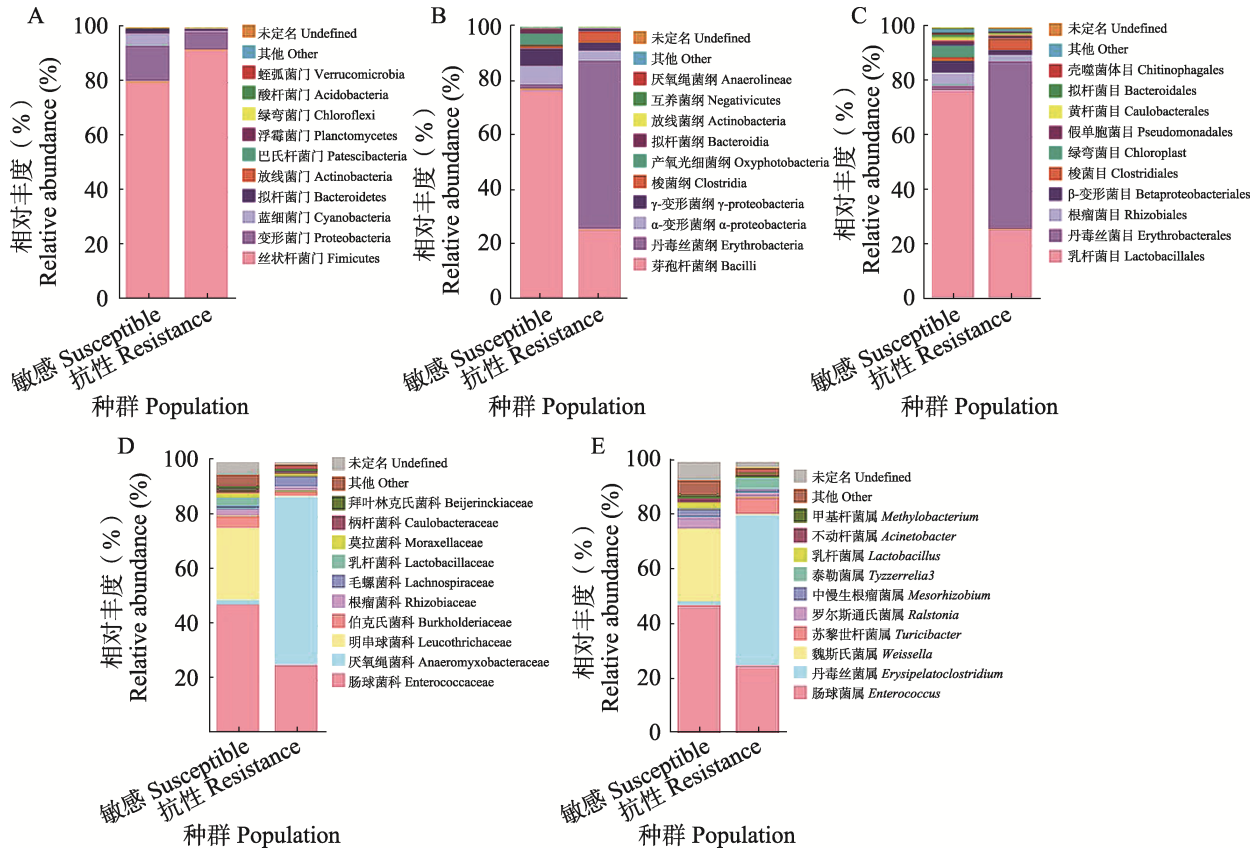 A
相对丰度（%）
Relative abundance (%)
100
80
60
40
20
0
敏感 Susceptible
抗性 Resistance
种群 Population
未定名 Undefined
其他 Other
蛭弧菌门 Verrucomicrobia
酸杆菌门 Acidobacteria
绿弯菌门 Chloroflexi
浮霉菌门 Planctomycetes
巴氏杆菌门 Patescibacteria
放线菌门 Actinobacteria
拟杆菌门 Bacteroidetes
蓝细菌门 Cyanobacteria
变形菌门 Proteobacteria
丝状杆菌门 Fimicutes
B
相对丰度（%）
Relative abundance (%)
100
80
60
40
20
0
敏感 Susceptible
抗性 Resistance
种群 Population
未定名 Undefined
其他 Other
厌氧绳菌纲 Anaerolineae
互养菌纲 Negativicutes
放线菌纲 Actinobacteria
拟杆菌纲 Bacteroidia
产氧光细菌纲 Oxyphotobacteria
梭菌纲 Clostridia
γ-变形菌纲 γ-proteobacteria
α-变形菌纲 α-proteobacteria
丹毒丝菌纲 Erythrobacteria
芽孢杆菌纲 Bacilli
C
相对丰度（%）
Relative abundance (%)
100
80
60
40
20
0
敏感 Susceptible
抗性 Resistance
种群 Population
未定名 Undefined
其他 Other
壳噬菌体目 Chitinophagales
拟杆菌目 Bacteroidales
黄杆菌目 Caulobacterales
假单胞菌目 Pseudomonadales
绿弯菌目 Chloroplast
梭菌目 Clostridiales
β-变形菌目 Betaproteobacteriales
根瘤菌目 Rhizobiales
丹毒丝菌目 Erythrobacterales
乳杆菌目 Lactobacillales
D
相对丰度（%）
Relative abundance (%)
100
80
60
40
20
敏感 Susceptible
抗性 Resistance
种群 Population
未定名 Undefined
其他 Other
拜叶林克氏菌科 Beijerinckiaceae
柄杆菌科 Caulobacteraceae
莫拉菌科 Moraxellaceae
乳杆菌科 Lactobacillaceae
毛螺菌科 Lachnospiraceae
根瘤菌科 Rhizobiaceae
伯克氏菌科 Burkholderiaceae
明串球菌科 Leucothrichaceae
厌氧绳菌科 Anaeromyxobacteraceae
肠球菌科 Enterococcaceae
E
相对丰度（%）
Relative abundance (%)
100
80
60
40
20
0
敏感 Susceptible
抗性 Resistance
种群 Population
未定名 Undefined
其他 Other
甲基杆菌属 Methylobacterium
不动杆菌属 Acinetobacter
乳杆菌属 Lactobacillus
泰勒菌属 Tyzzerrelia3
中慢生根瘤菌属 Mesorhizobium
罗尔斯通氏菌属 Ralstonia
苏黎世杆菌属 Turicibacter
魏斯氏菌属 Weissella
丹毒丝菌属 Erysipelatoclostridium
肠球菌属 Enterococcus